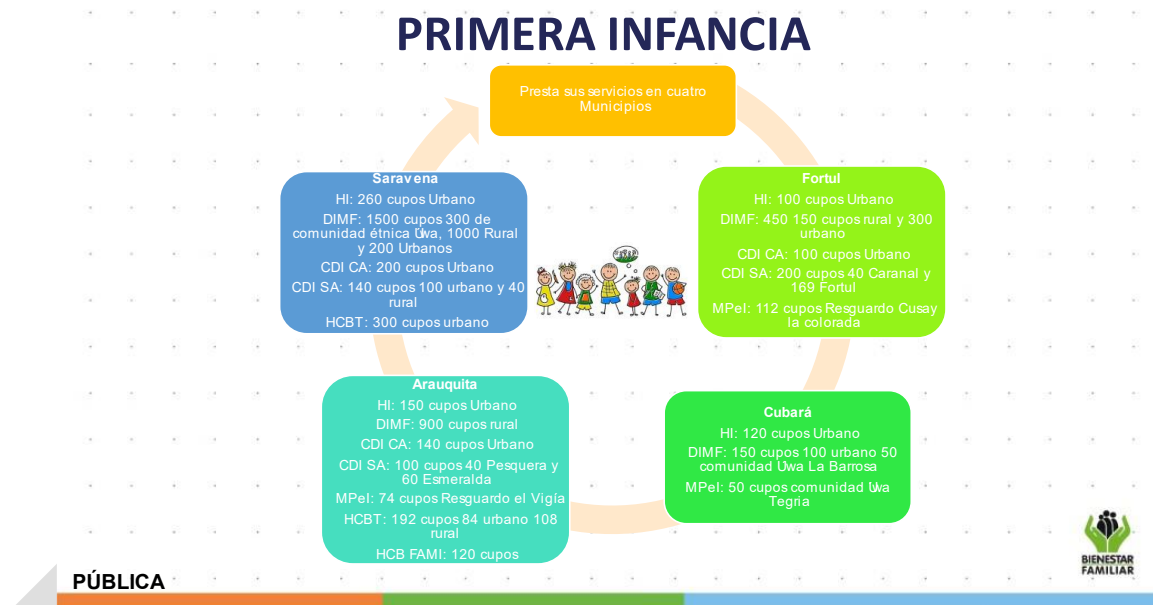 PRIMERA INFANCIA
Presta sus servicios en cuatro
Municipios
Saravena
HI: 260 cupos Urbano
DIMF: 1500 cupos 300 de
comunidad étnica Uwa, 1000 Rural
y 200 Urbanos
CDI CA: 200 cupos Urbano
CDI SA: 140 cupos 100 urbano y 40
rural
HCBT: 300 cupos urbano
Fortul
HI: 100 cupos Urbano
DIMF: 450 150 cupos rural y 300
urbano
CDI CA: 100 cupos Urbano
CDI SA: 200 cupos 40 Caranal y
169 Fortul
MPeI: 112 cupos Resguardo Cusay
la colorada
Arauquita
HI: 150 cupos Urbano
DIMF: 900 cupos rural
CDI CA: 140 cupos Urbano
CDI SA: 100 cupos 40 Pesquera y
60 Esmeralda
MPeI: 74 cupos Resguardo el Vigía
HCBT: 192 cupos 84 urbano 108
rural
HCB FAMI: 120 cupos
Cubará
HI: 120 cupos Urbano
DIMF: 150 cupos 100 urbano 50
comunidad Uwa La Barrosa
MPeI: 50 cupos comunidad Uwa
Tegria
BIENESTAR
FAMILIAR
PÚBLICA